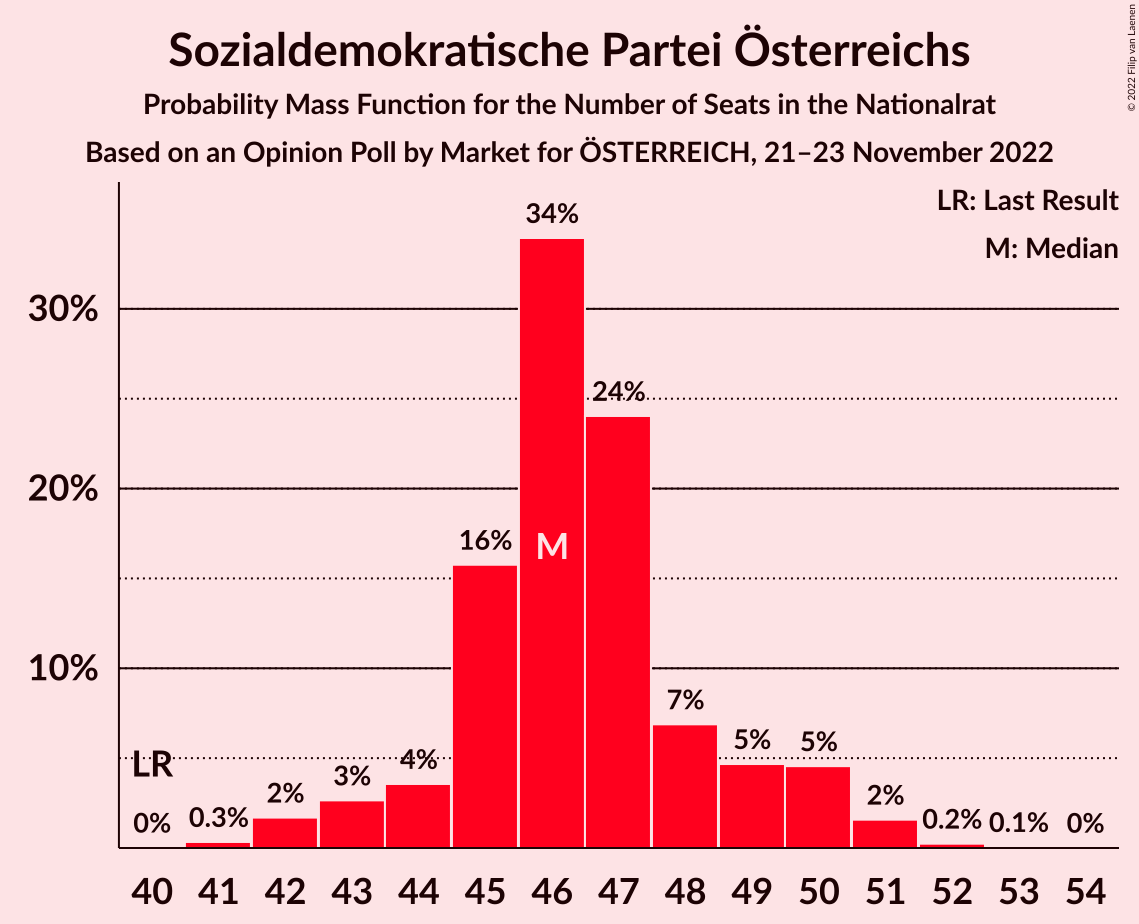 Sozialdemokratische Partei Österreichs
Probability Mass Function for the Number of Seats in the Nationalrat
Based on an Opinion Poll by Market for ÖSTERREICH, 21–23 November 2022
© 2022 Filip van Laenen
LR: Last Result
M: Median
34%
30%
24%
20%
16%
M
10%
7%
5%
5%
LR
4%
3%
2%
2%
0%
0.3%
0.2%
0.1%
0%
40 41 42 43 44 45 46 47 48 49 50 51 52 53 54